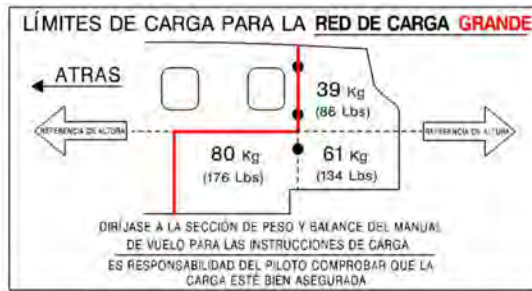 LÍMITES DE CARGA PARA LA RED DE CARGA GRANDE
ATRAS
39 Kg
(86 Lbs)
REFERENCIA DE ALTURA
REFERENCIA DE ALTURA
80 Kg
(176 Lbs)
61 Kg
(134 Lbs)
DIRÍJASE A LA SECCIÓN DE PESO Y BALANCE DEL MANUAL
DE VUELO PARA LAS INSTRUCCIONES DE CARGA
ES RESPONSABILIDAD DEL PILOTO COMPROBAR QUE LA
CARGA ESTÉ BIEN ASEGURADA